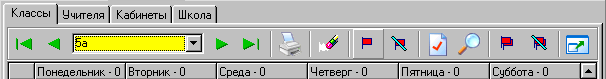 Классы Учителя Кабинеты Школа
5а
Понедельник - 0 Вторник - 0 Среда - 0 Четверг - 0 Пятница - 0 Суббота - 0